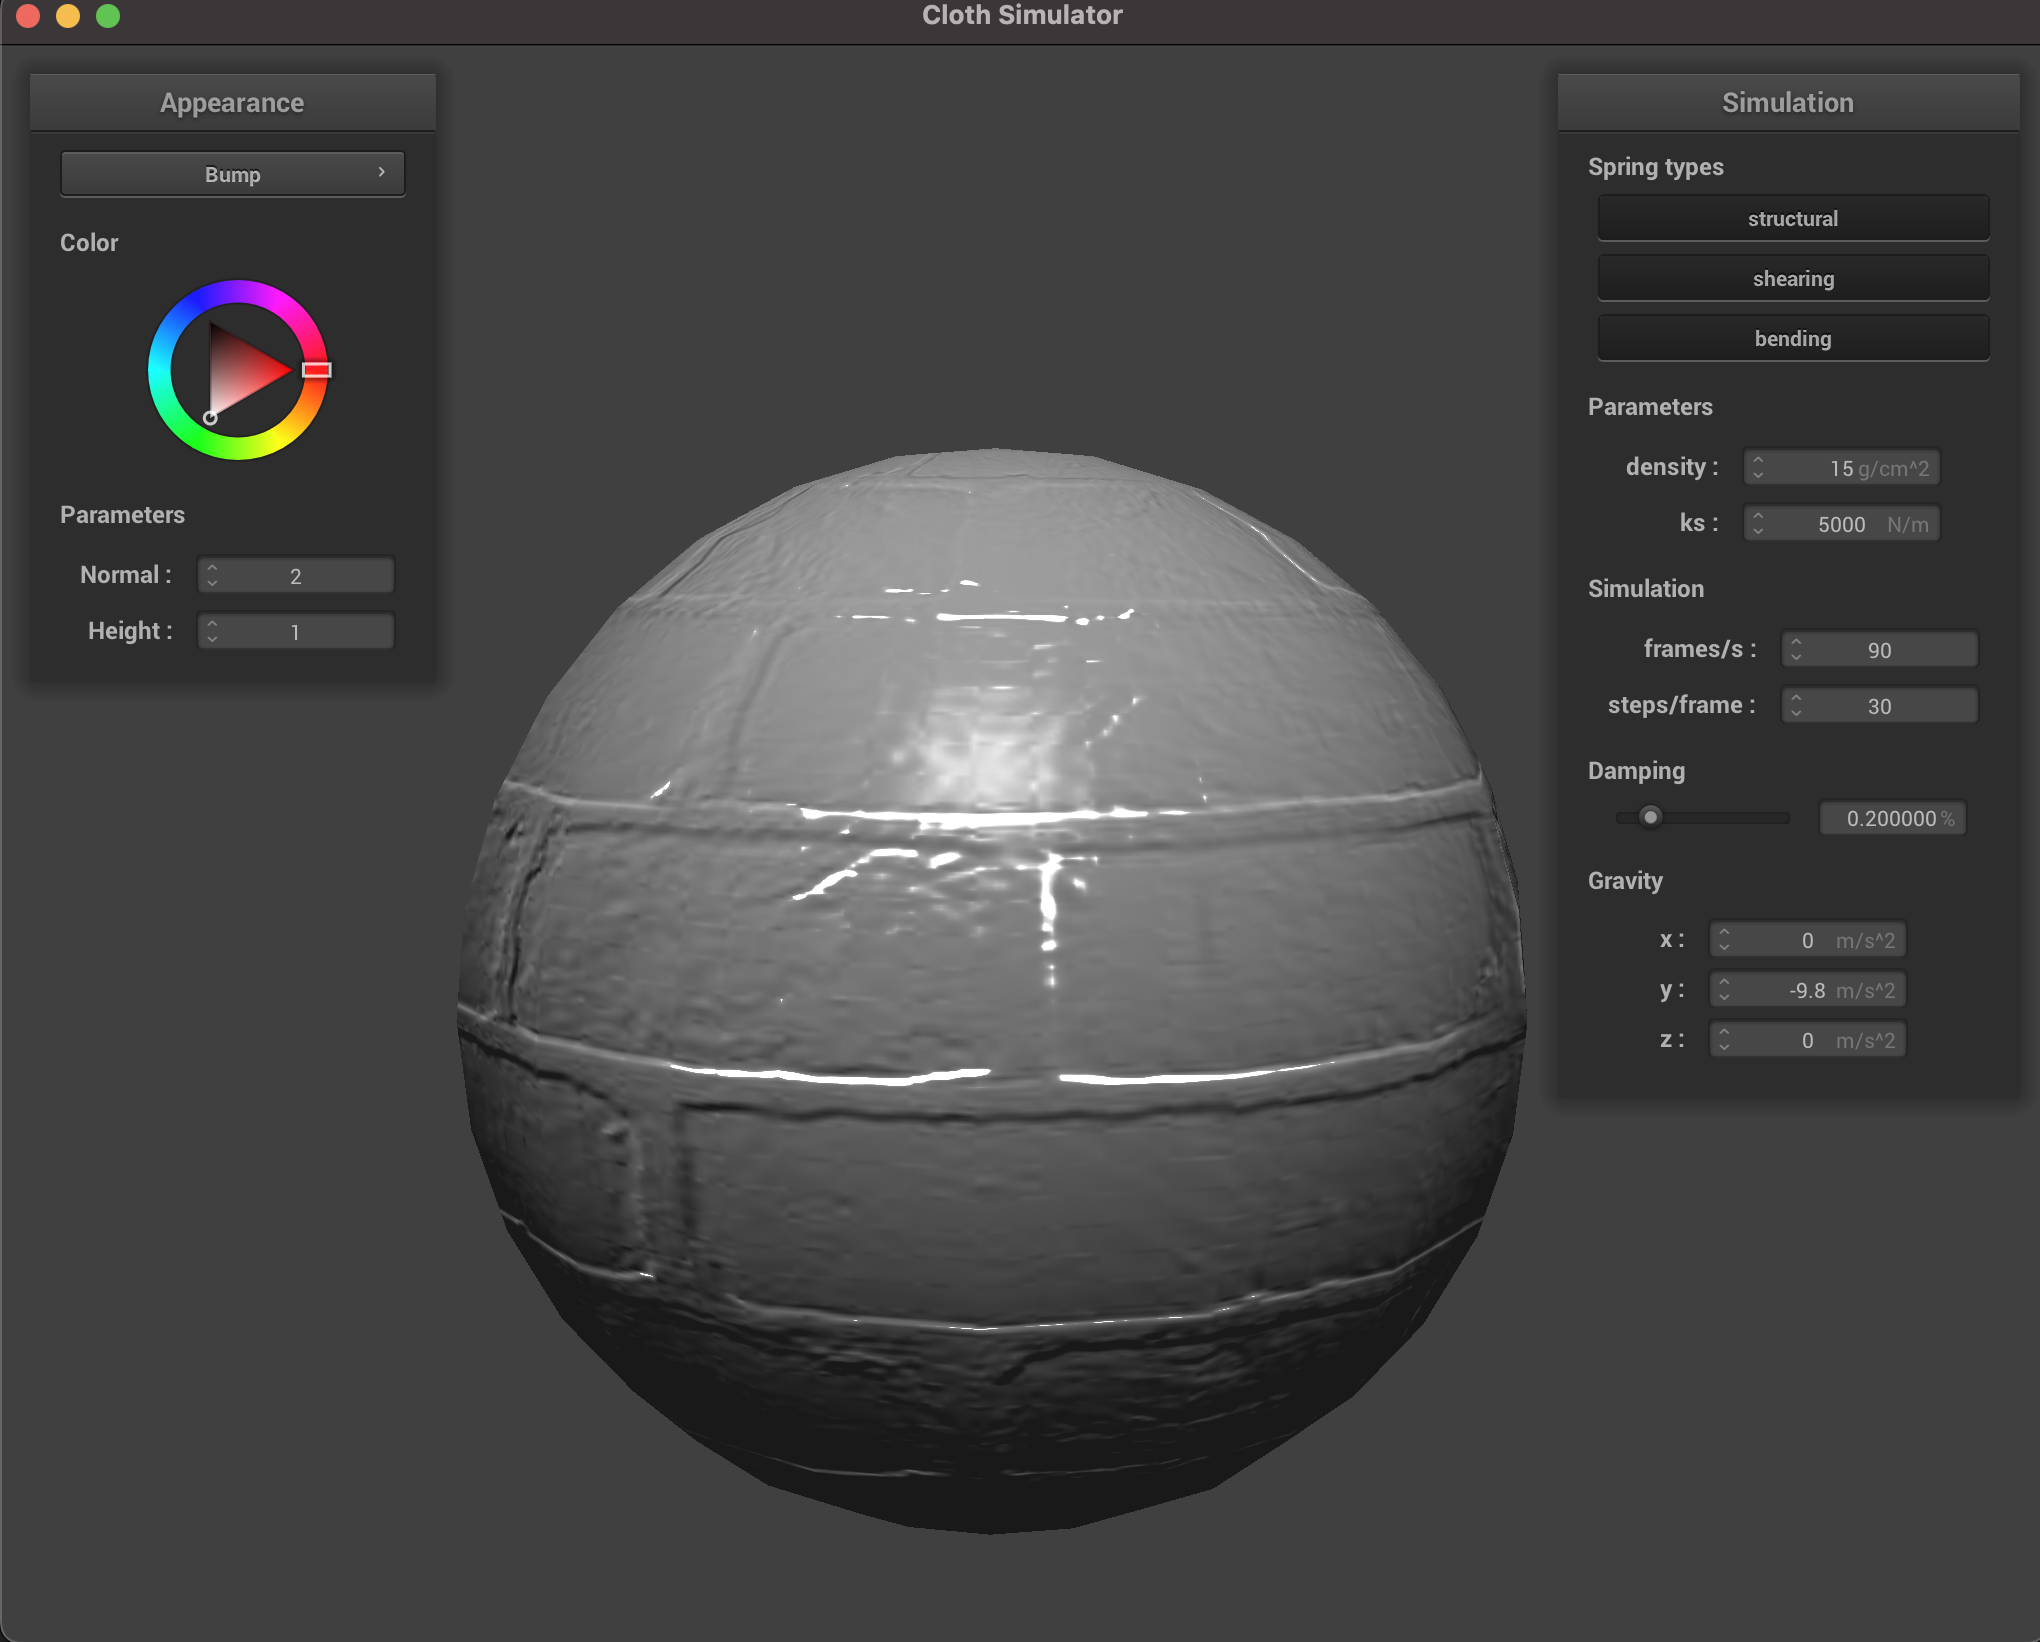 Cloth Simulator
Appearance
Bump
Color
Parameters
Normal : 2
Height : 1
Simulation
Spring types
structural
shearing
bending
Parameters
density : 15 g/cm^2
ks : 5000 N/m
Simulation
frames/s : 90
steps/frame : 30
Damping
0.200000 %
Gravity
x : 0 m/s^2
y : -9.8 m/s^2
z : 0 m/s^2